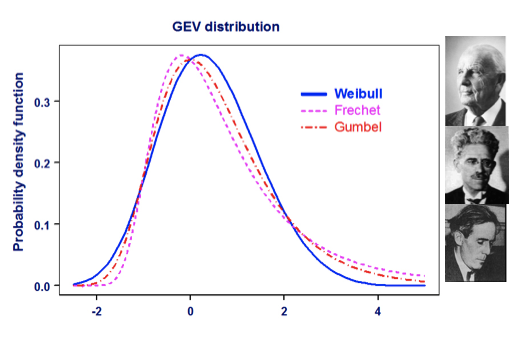 GEV distribution
Probability density function
0.3
0.2
0.1
0.0
Weibull
Frechet
Gumbel
-2
0
2
4